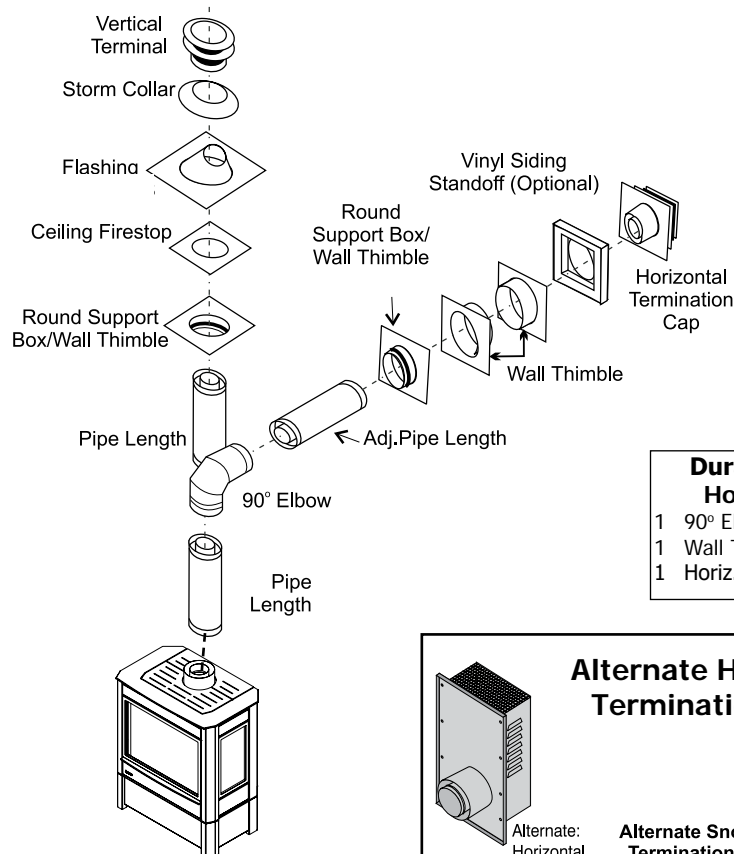 Vertical
Terminal
Storm Collar
Flashing
Ceiling Firestop
Round Support
Box/Wall Thimble
Pipe Length
90° Elbow
Pipe
Length
Adj.Pipe Length
Round
Support Box/
Wall Thimble
Wall Thimble
Vinyl Siding
Standoff (Optional)
Horizontal
Termination
Cap
Dur
Ho
1 90º E
1 Wall
1 Horiz
Alternate H
Terminati
Alternate:
Horizontal
Alternate Sno
Termination